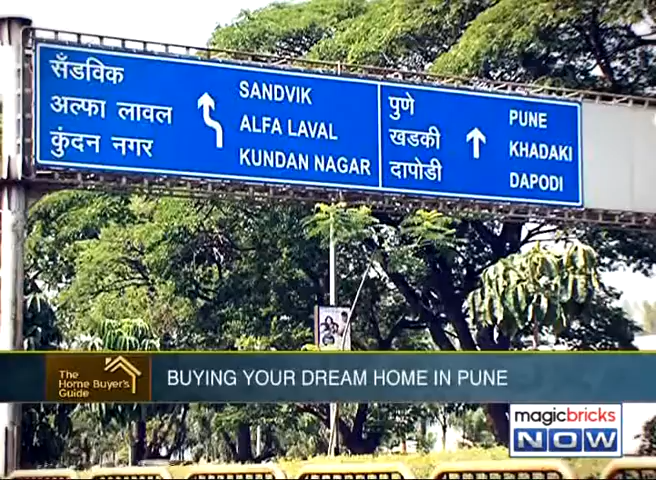 सँडविक
अल्फा लावल
कुंदन नगर
SANDVIK
ALFA LAVAL
KUNDAN NAGAR
पुणे
खडकी
दापोडी
PUNE
KHADAKI
DAPODI
The
Home Buyer's
Guide
BUYING YOUR DREAM HOME IN PUNE
magicbricks
NOW